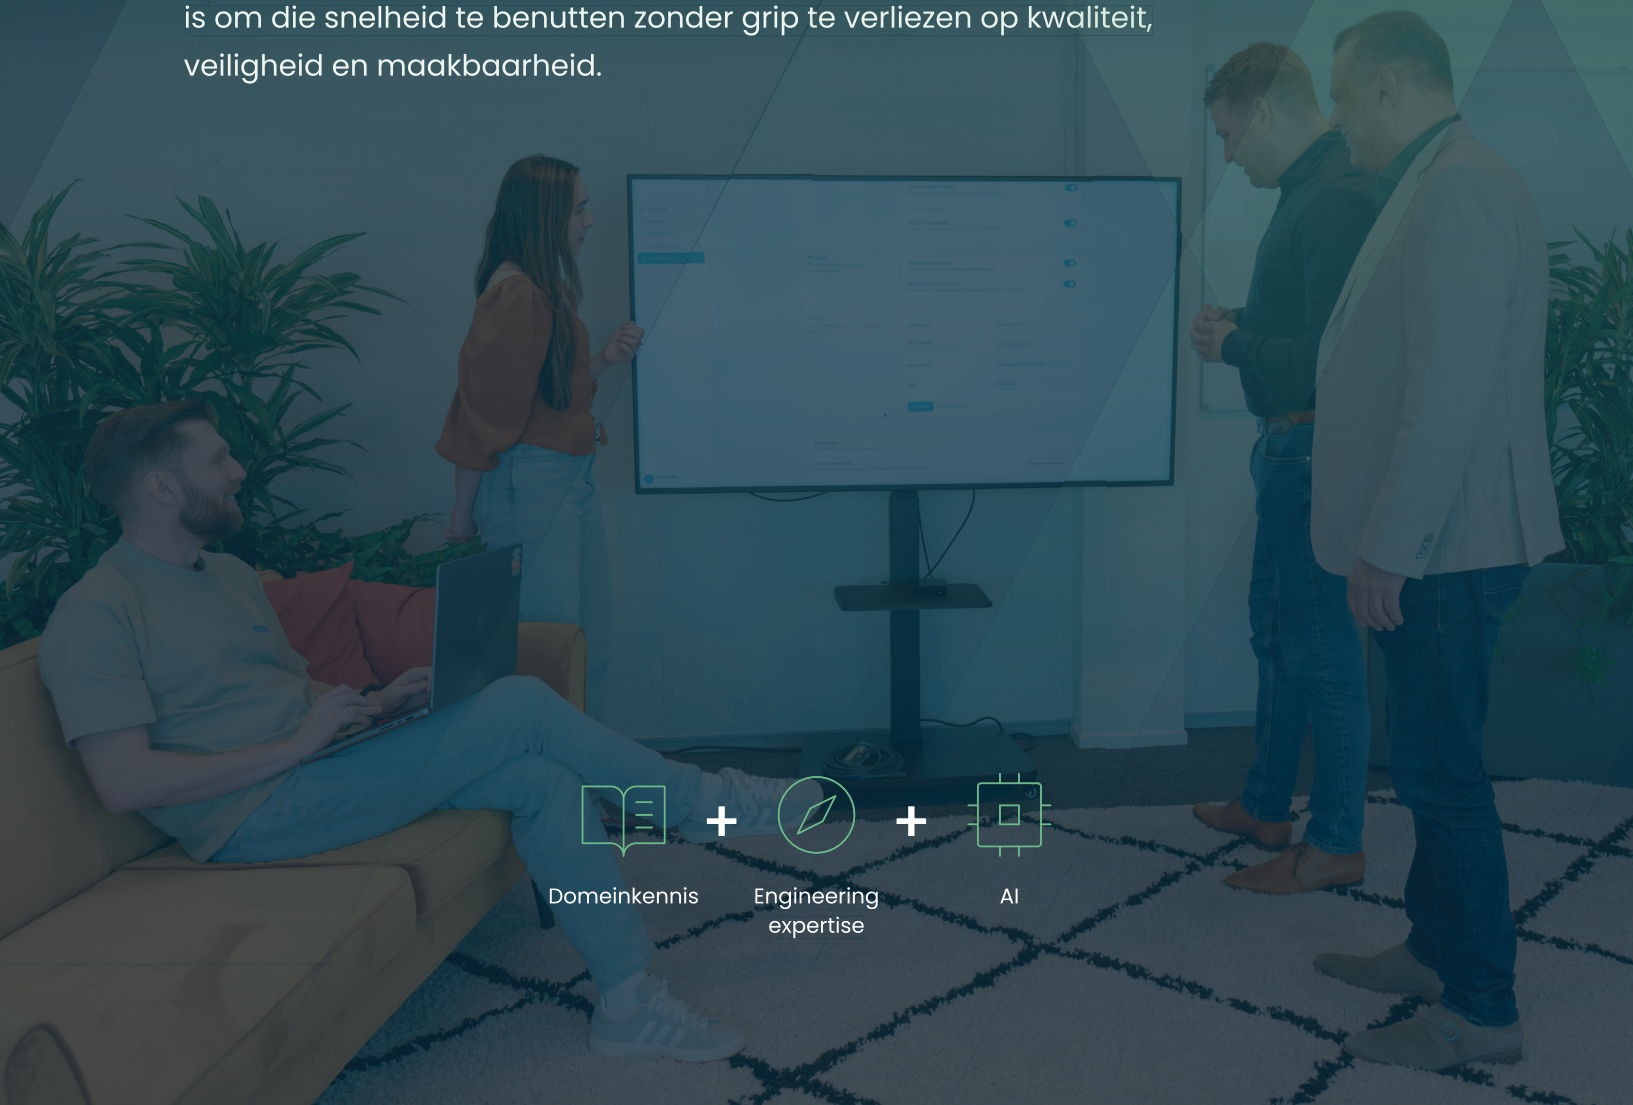 is om die snelheid te benutten zonder grip te verliezen op kwaliteit,
veiligheid en maakbaarheid.
Domeinkennis + Engineering expertise + AI